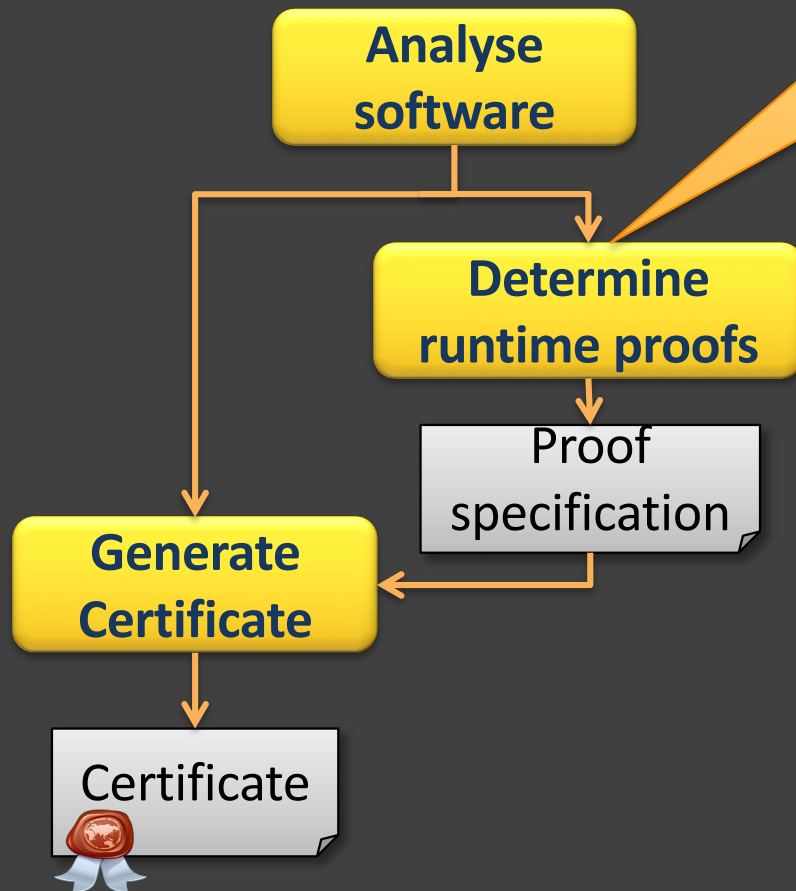 Analyse
software
Determine
runtime proofs
Proof
specification
Generate
Certificate
Certificate